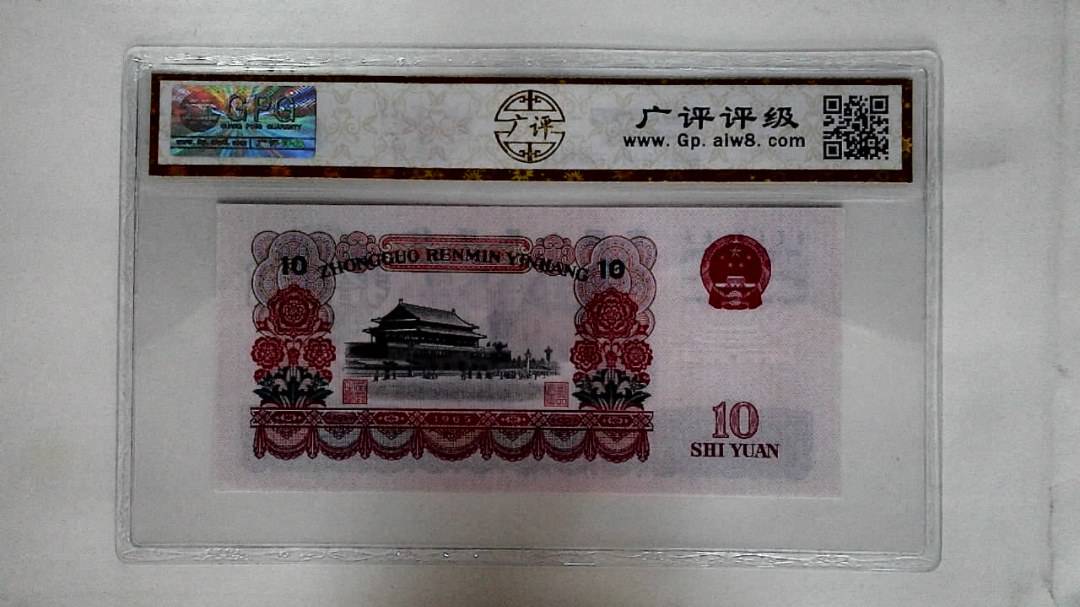 GPG
广评
广评评级
www. Gp. alw8. com
10 ZHONGGUO RENMIN YINHANG 10
1965
10
SHI YUAN